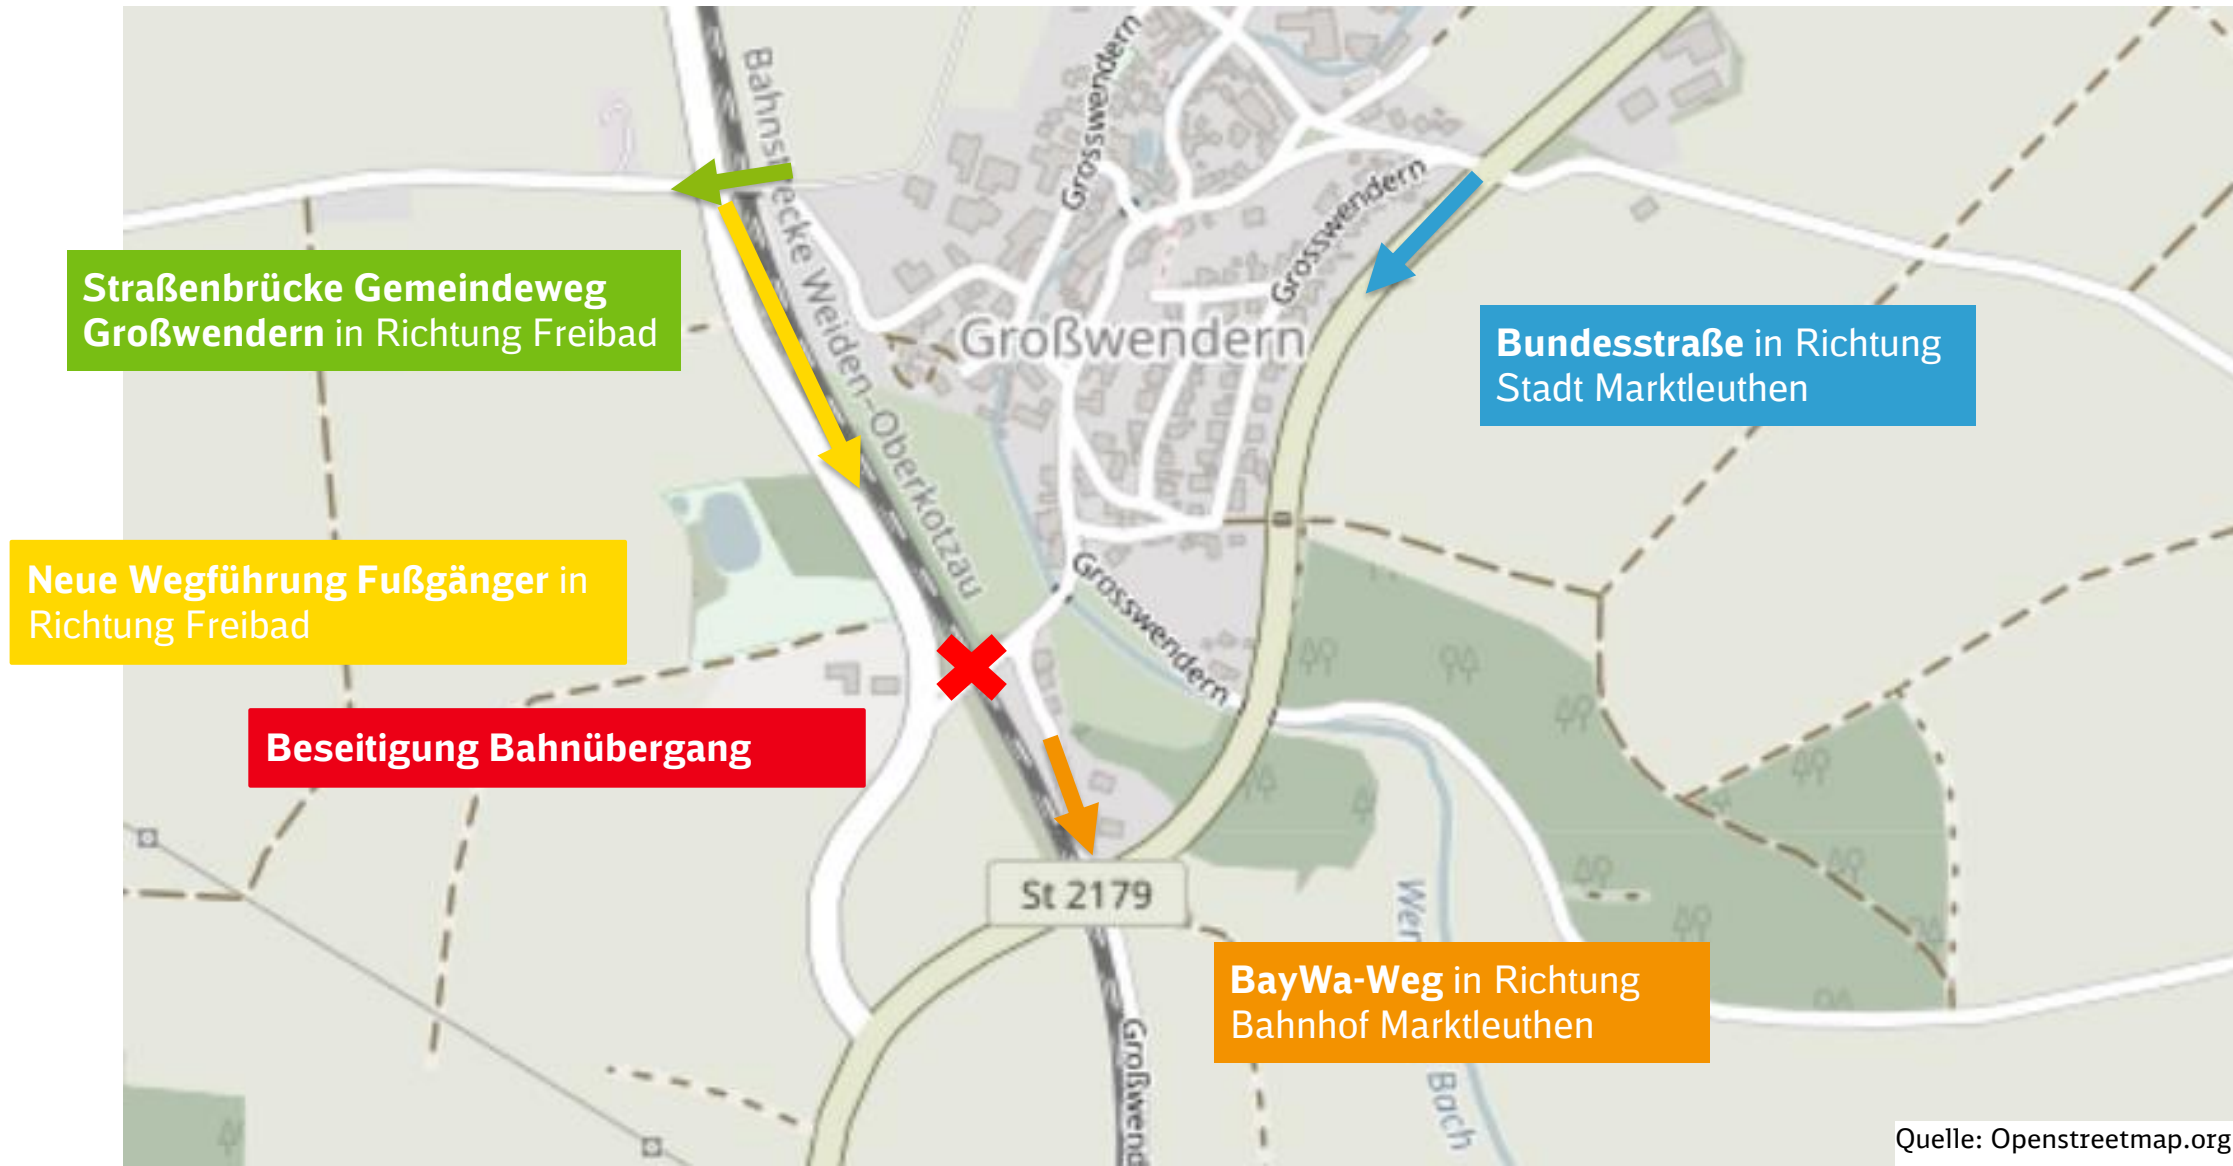 Bahnstrecke Weiden-Oberkotzau
Grosswendern
Grosswendern
Straßenbrücke Gemeindeweg
Großwendern in Richtung Freibad
Großwendern
Bundesstraße in Richtung
Stadt Marktleuthen
Neue Wegführung Fußgänger in
Richtung Freibad
Grosswendern
Beseitigung Bahnübergang
St 2179
Wer
BayWa-Weg in Richtung
Bahnhof Marktleuthen
Großwend
Bach
Quelle: Openstreetmap.org